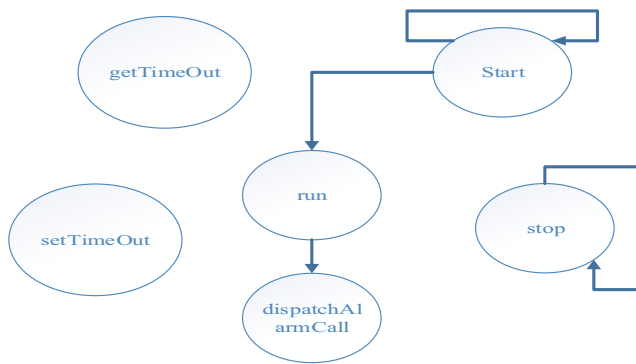 getTimeOut
Start
run
setTimeOut
stop
dispatchAl
armCall